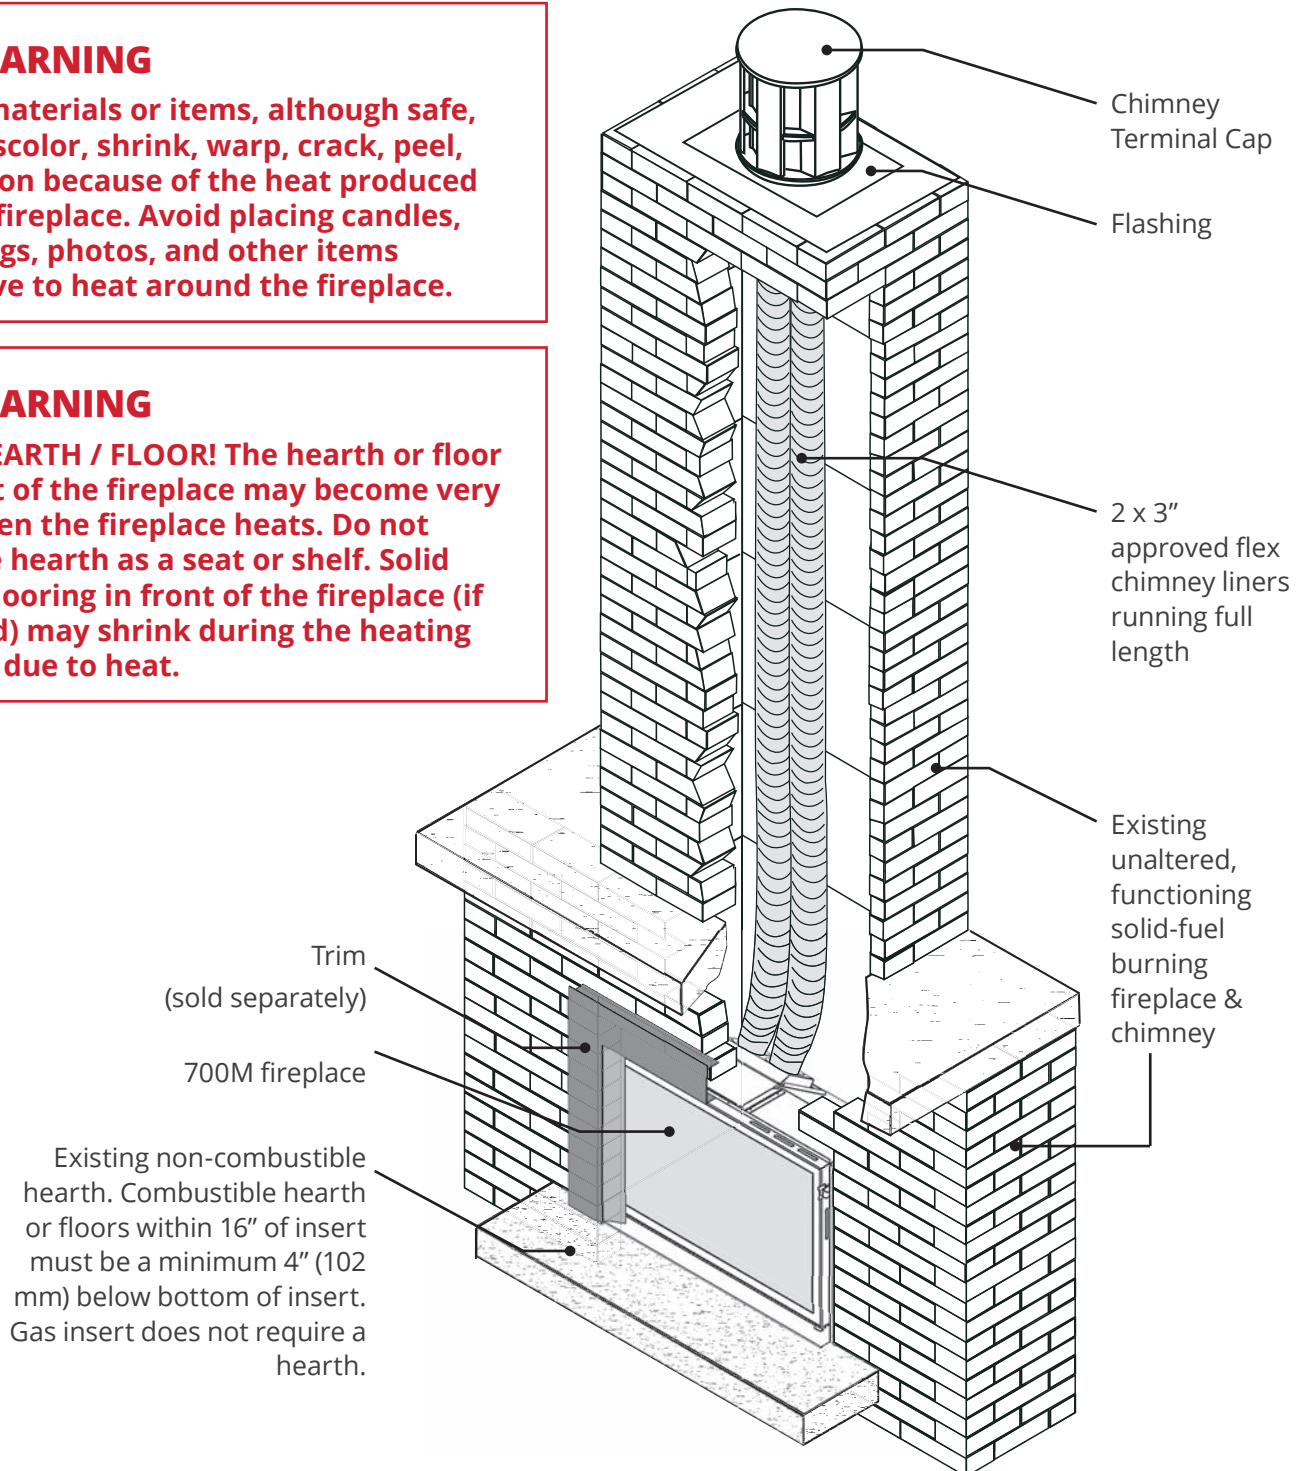 ARNING
materials or items, although safe,
scolor, shrink, warp, crack, peel,
on because of the heat produced
fireplace. Avoid placing candles,
gs, photos, and other items
ve to heat around the fireplace.
ARNING
EARTH / FLOOR! The hearth or floor
t of the fireplace may become very
en the fireplace heats. Do not
e hearth as a seat or shelf. Solid
looring in front of the fireplace (if
d) may shrink during the heating
due to heat.
Chimney
Terminal Cap
Flashing
2 x 3”
approved flex
chimney liners
running full
length
Existing
unaltered,
functioning
solid-fuel
burning
fireplace &
chimney
Trim
(sold separately)
700M fireplace
Existing non-combustible
hearth. Combustible hearth
or floors within 16” of insert
must be a minimum 4” (102
mm) below bottom of insert.
Gas insert does not require a
hearth.